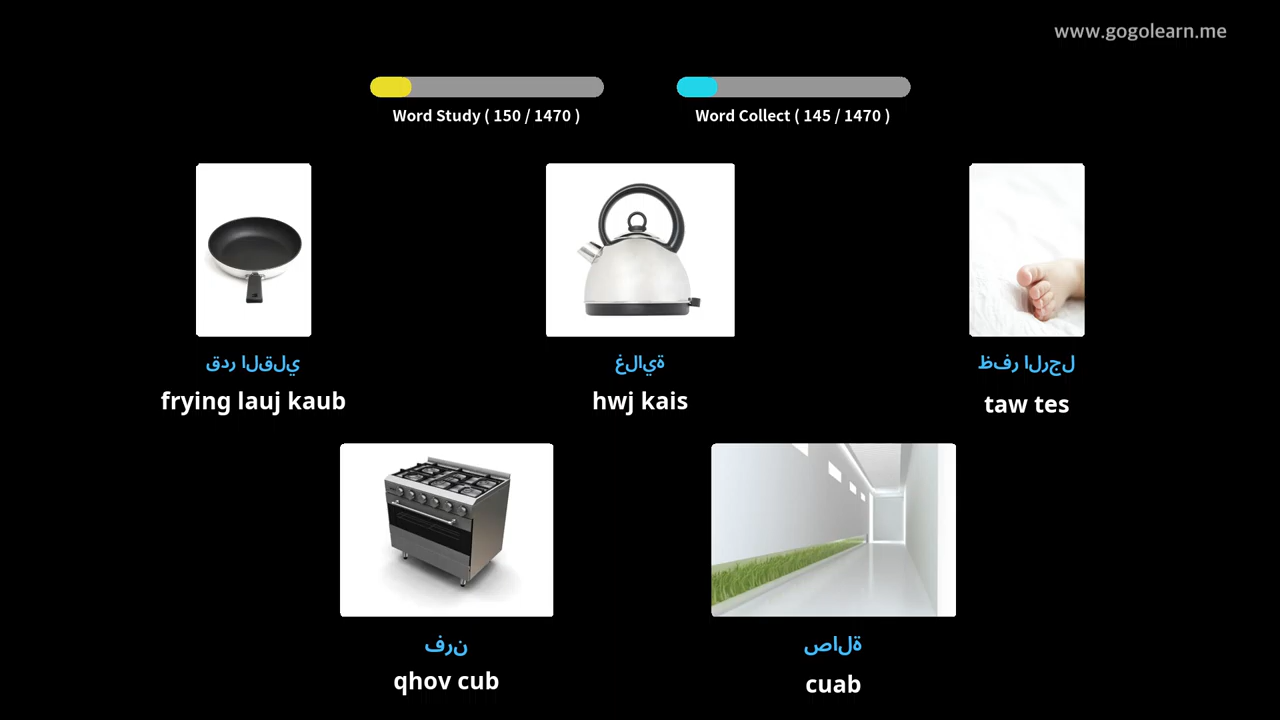 www.gogolearn.me
Word Study ( 150 / 1470 )
Word Collect ( 145 / 1470 )
قدر القلي
غلاية
ظفر الرجل
frying lauj kaub
hwj kais
taw tes
فرن
صالة
qhov cub
cuab